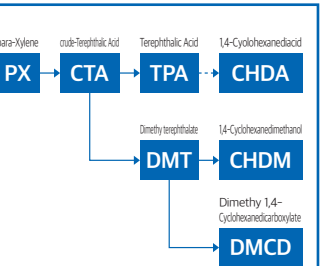 para-Xylene crude-Terephthalic Acid Terephthalic Acid 1,4-Cyolohexanediacid
PX CTA TPA CHDA
Dimethy terephthalate 1,4-Cyclohexanedimethanol
DMT CHDM
Dimethy 1,4-
Cyclohexanedicarboxylate
DMCD